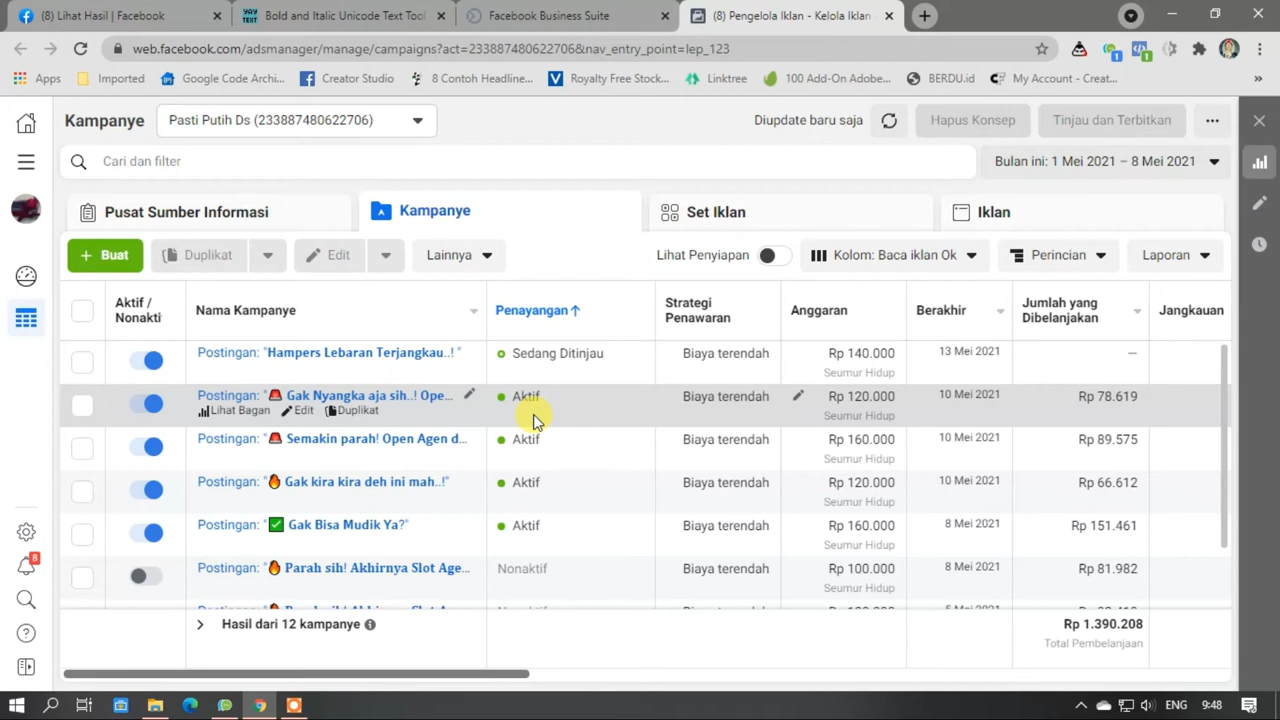 (8) Lihat Hasil | Facebook
YAY TEXT
Bold and Italic Unicode Text Tool
Facebook Business Suite
(8) Pengelola Iklan - Kelola Iklan
web.facebook.com/adsmanager/manage/campaigns?act=233887480622706&nav_entry_point=lep_123
1
1
Apps
Imported
Google Code Archi...
Creator Studio
8 Contoh Headline...
Royalty Free Stock...
Linktree
100 Add-On Adobe...
BERDU.id
My Account - Creat...
»
Kampanye
Pasti Putih Ds (233887480622706)
Diupdate baru saja
Hapus Konsep
Tinjau dan Terbitkan
Cari dan filter
Bulan ini: 1 Mei 2021 – 8 Mei 2021
Pusat Sumber Informasi
Kampanye
Set Iklan
Iklan
+ Buat
Duplikat
Edit
Lainnya
Lihat Penyiapan
Kolom: Baca iklan Ok
Perincian
Laporan
Aktif /
Nonakti
Nama Kampanye
Penayangan↑
Strategi
Penawaran
Anggaran
Berakhir
Jumlah yang
Dibelanjakan
Jangkauan
Postingan: "Hampers Lebaran Terjangkau..! "
Sedang Ditinjau
Biaya terendah
Rp 140.000
Seumur Hidup
13 Mei 2021
—
Postingan: "🚨 Gak Nyangka aja sih..! Ope...
Lihat Bagan
Edit
Duplikat
Aktif
Biaya terendah
Rp 120.000
Seumur Hidup
10 Mei 2021
Rp 78.619
Postingan: "🚨 Semakin parah! Open Agen d...
Aktif
Biaya terendah
Rp 160.000
Seumur Hidup
10 Mei 2021
Rp 89.575
Postingan: "🔥 Gak kira kira deh ini mah..!"
Aktif
Biaya terendah
Rp 120.000
Seumur Hidup
10 Mei 2021
Rp 66.612
Postingan: "✅ Gak Bisa Mudik Ya?"
Aktif
Biaya terendah
Rp 160.000
Seumur Hidup
8 Mei 2021
Rp 151.461
Postingan: "🔥 Parah sih! Akhirnya Slot Age...
Nonaktif
Biaya terendah
Rp 100.000
Seumur Hidup
8 Mei 2021
Rp 81.982
8
Hasil dari 12 kampanye
Rp 1.390.208
Total Pembelanjaan
ENG
9:48